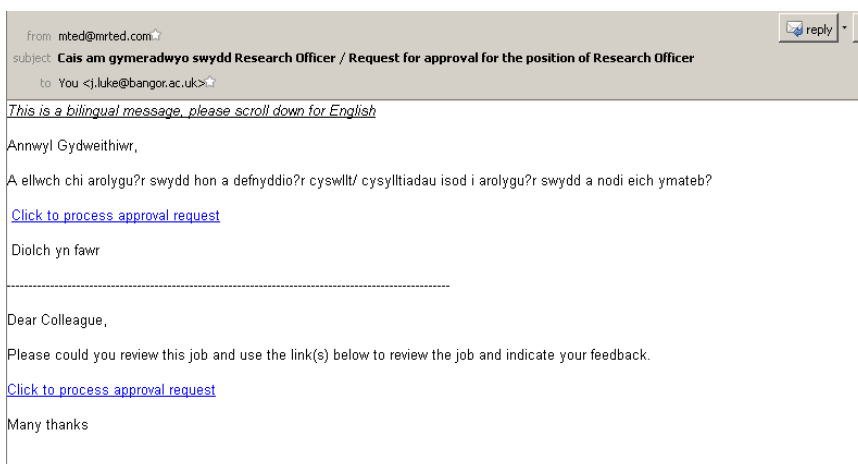 reply
from mted@mrted.com
subject Cais am gymeradwyo swydd Research Officer / Request for approval for the position of Research Officer
to You <j.luke@bangor.ac.uk>
This is a bilingual message, please scroll down for English
Annwyl Gydweithiwr,
A ellwch chi arolygu?r swydd hon a defnyddio?r cyswllt/ cysylltiadau isod i arolygu?r swydd a nodi eich ymateb?
Click to process approval request
Diolch yn fawr
--------------------------------------------------------------------------------------------------------------
Dear Colleague,
Please could you review this job and use the link(s) below to review the job and indicate your feedback.
Click to process approval request
Many thanks